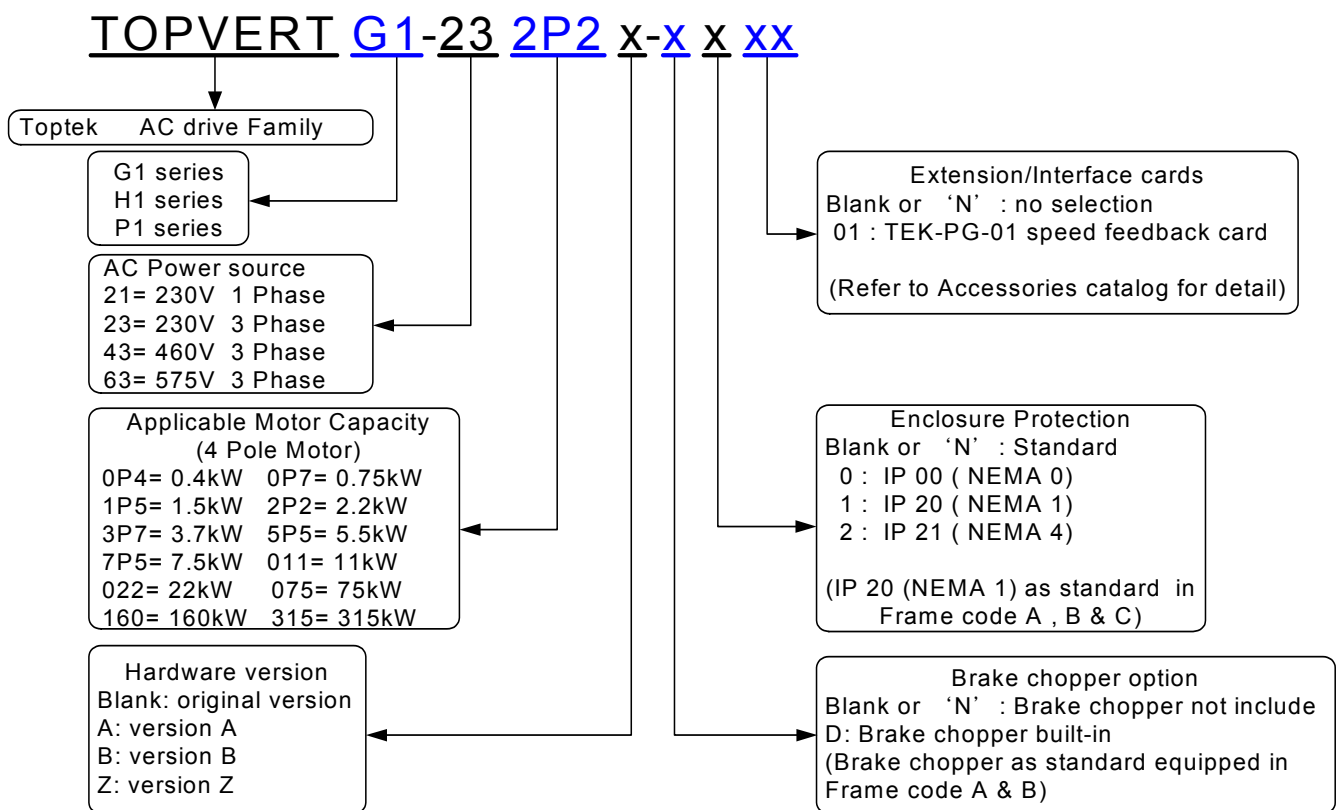 TOPVERT G1-23 2P2 x-x x xx
Toptek AC drive Family
G1 series
H1 series
P1 series
AC Power source
21= 230V 1 Phase
23= 230V 3 Phase
43= 460V 3 Phase
63= 575V 3 Phase
Applicable Motor Capacity
(4 Pole Motor)
0P4= 0.4kW 0P7= 0.75kW
1P5= 1.5kW 2P2= 2.2kW
3P7= 3.7kW 5P5= 5.5kW
7P5= 7.5kW 011= 11kW
022= 22kW 075= 75kW
160= 160kW 315= 315kW
Hardware version
Blank: original version
A: version A
B: version B
Z: version Z
Extension/Interface cards
Blank or ‘N’ : no selection
01 : TEK-PG-01 speed feedback card
(Refer to Accessories catalog for detail)
Enclosure Protection
Blank or ‘N’ : Standard
0 : IP 00 ( NEMA 0)
1 : IP 20 ( NEMA 1)
2 : IP 21 ( NEMA 4)
(IP 20 (NEMA 1) as standard in
Frame code A , B & C)
Brake chopper option
Blank or ‘N’ : Brake chopper not include
D: Brake chopper built-in
(Brake chopper as standard equipped in
Frame code A & B)